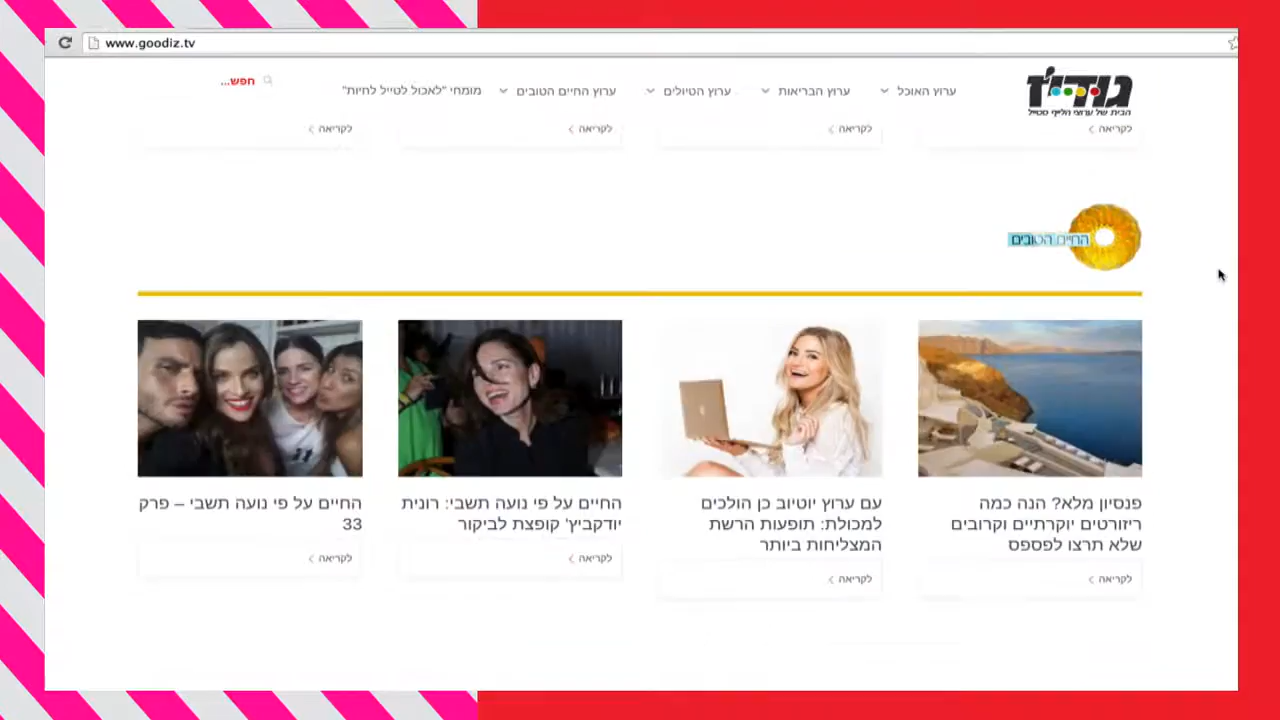 www.goodiz.tv
גודיז
הבית של ערוצי הלייף סטייל
ערוץ האוכל
ערוץ הבריאות
ערוץ הטיולים
ערוץ החיים הטובים
מומחי "לאכול לטייל לחיות"
חפש...
לקריאה
לקריאה
לקריאה
לקריאה
החיים הטובים
פנסיון מלא? הנה כמה
ריזורטים יוקרתיים וקרובים
שלא תרצו לפספס
לקריאה
עם ערוץ יוטיוב כן הולכים
למכולת: תופעות הרשת
המצליחות ביותר
לקריאה
החיים על פי נועה תשבי: רונית
יודקביץ' קופצת לביקור
לקריאה
החיים על פי נועה תשבי – פרק
33
לקריאה